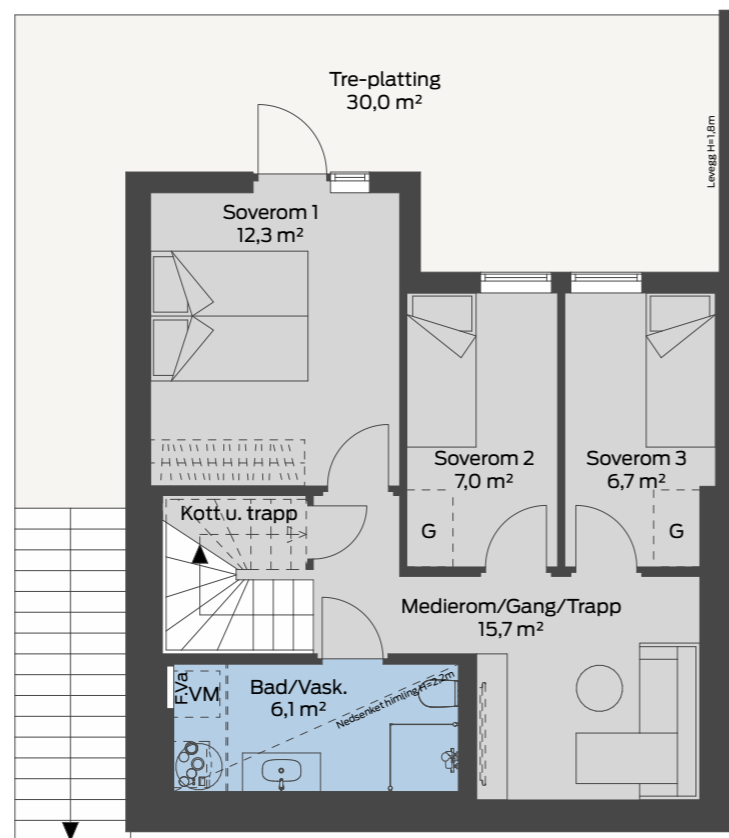 Tre-platting
30,0 m²
Levegg H=1,8m
Soverom 1
12,3 m²
Soverom 2
7,0 m²
Soverom 3
6,7 m²
Kott u. trapp
G
G
Medierom/Gang/Trapp
15,7 m²
F.Va
VM
Bad/Vask.
6,1 m²
Nedsenket himling H=2,2m